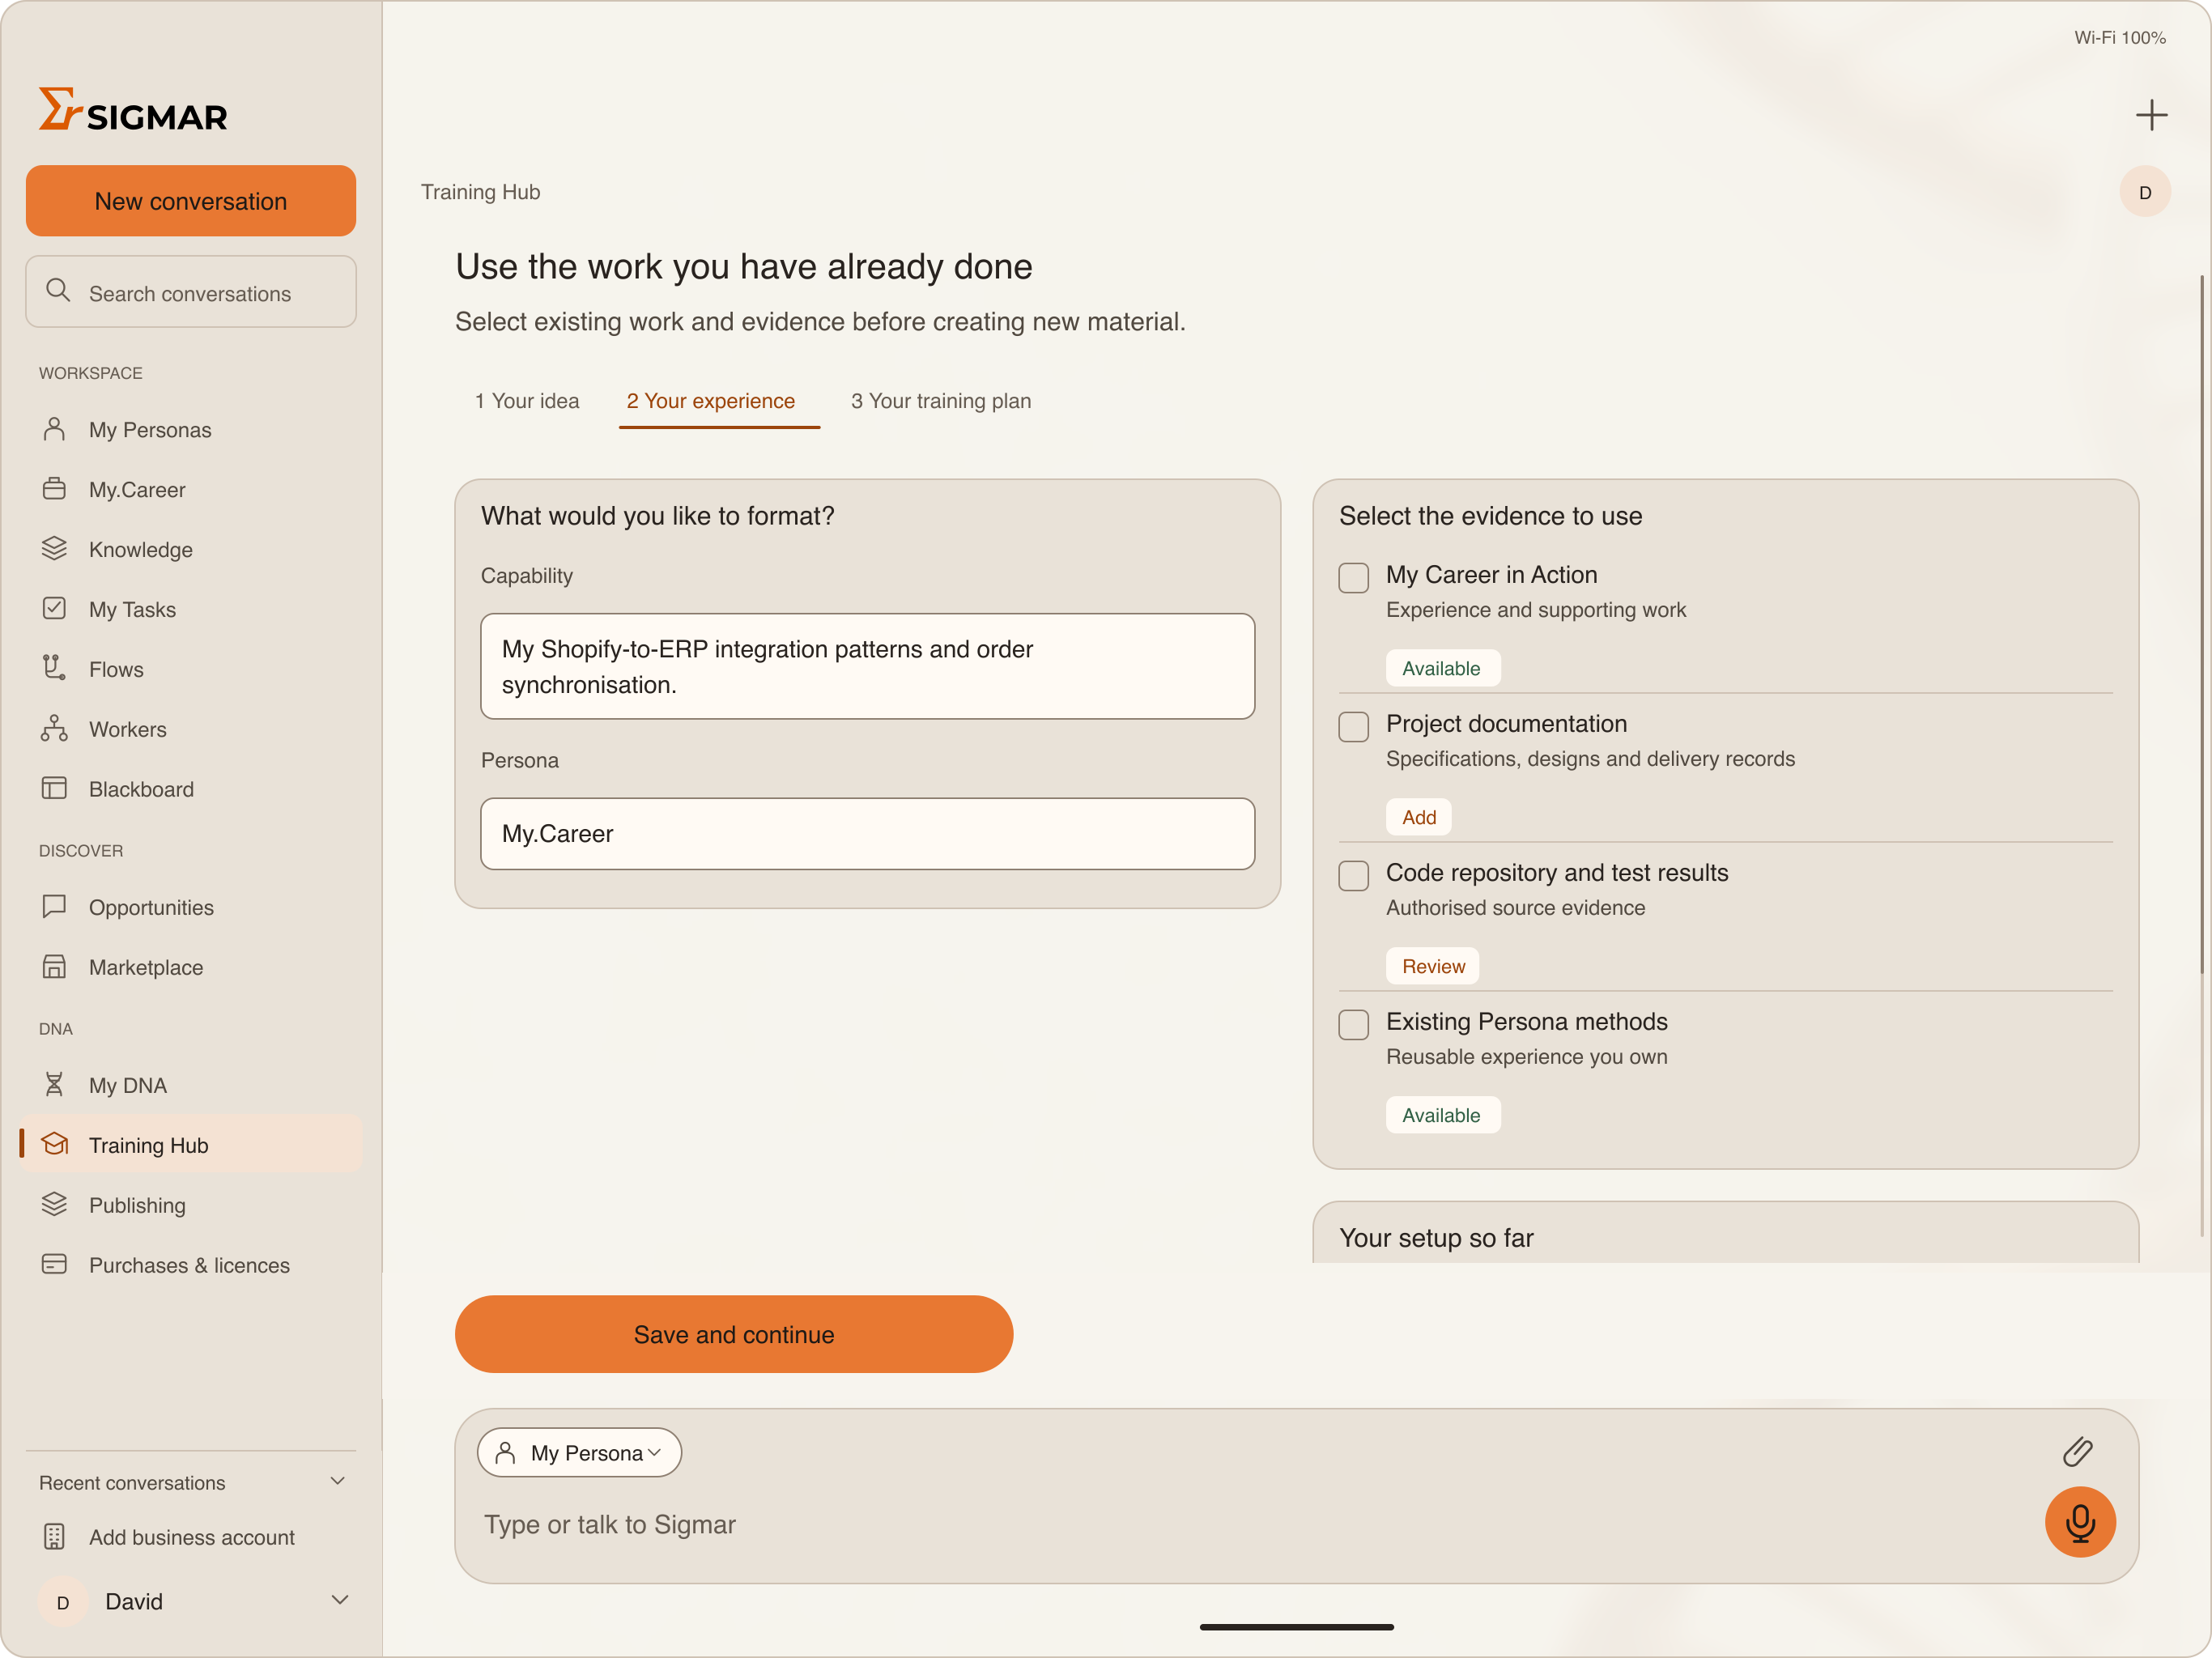 Wi-Fi 100%
SIGMAR
New conversation
Search conversations
WORKSPACE
My Personas
My.Career
Knowledge
My Tasks
Flows
Workers
Blackboard
DISCOVER
Opportunities
Marketplace
DNA
My DNA
Training Hub
Publishing
Purchases & licences
Recent conversations
Add business account
D
David
Training Hub
D
Use the work you have already done
Select existing work and evidence before creating new material.
1 Your idea
2 Your experience
3 Your training plan
What would you like to format?
Capability
My Shopify-to-ERP integration patterns and order
synchronisation.
Persona
My.Career
Select the evidence to use
My Career in Action
Experience and supporting work
Available
Project documentation
Specifications, designs and delivery records
Add
Code repository and test results
Authorised source evidence
Review
Existing Persona methods
Reusable experience you own
Available
Your setup so far
Save and continue
My Persona
Type or talk to Sigmar